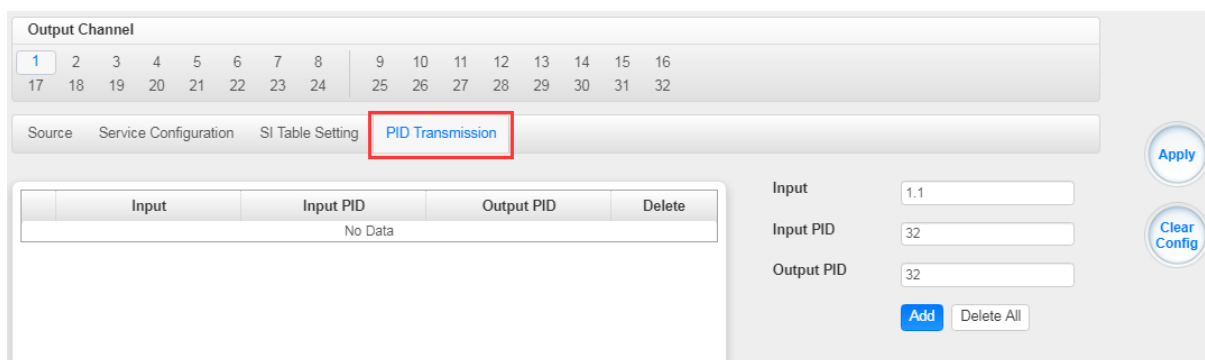 Output Channel
1 2 3 4 5 6 7 8 9 10 11 12 13 14 15 16
17 18 19 20 21 22 23 24 25 26 27 28 29 30 31 32
Source Service Configuration SI Table Setting PID Transmission
Apply
Input Input PID Output PID Delete
No Data
Input 1.1
Input PID 32
Output PID 32
Add Delete All
Clear
Config